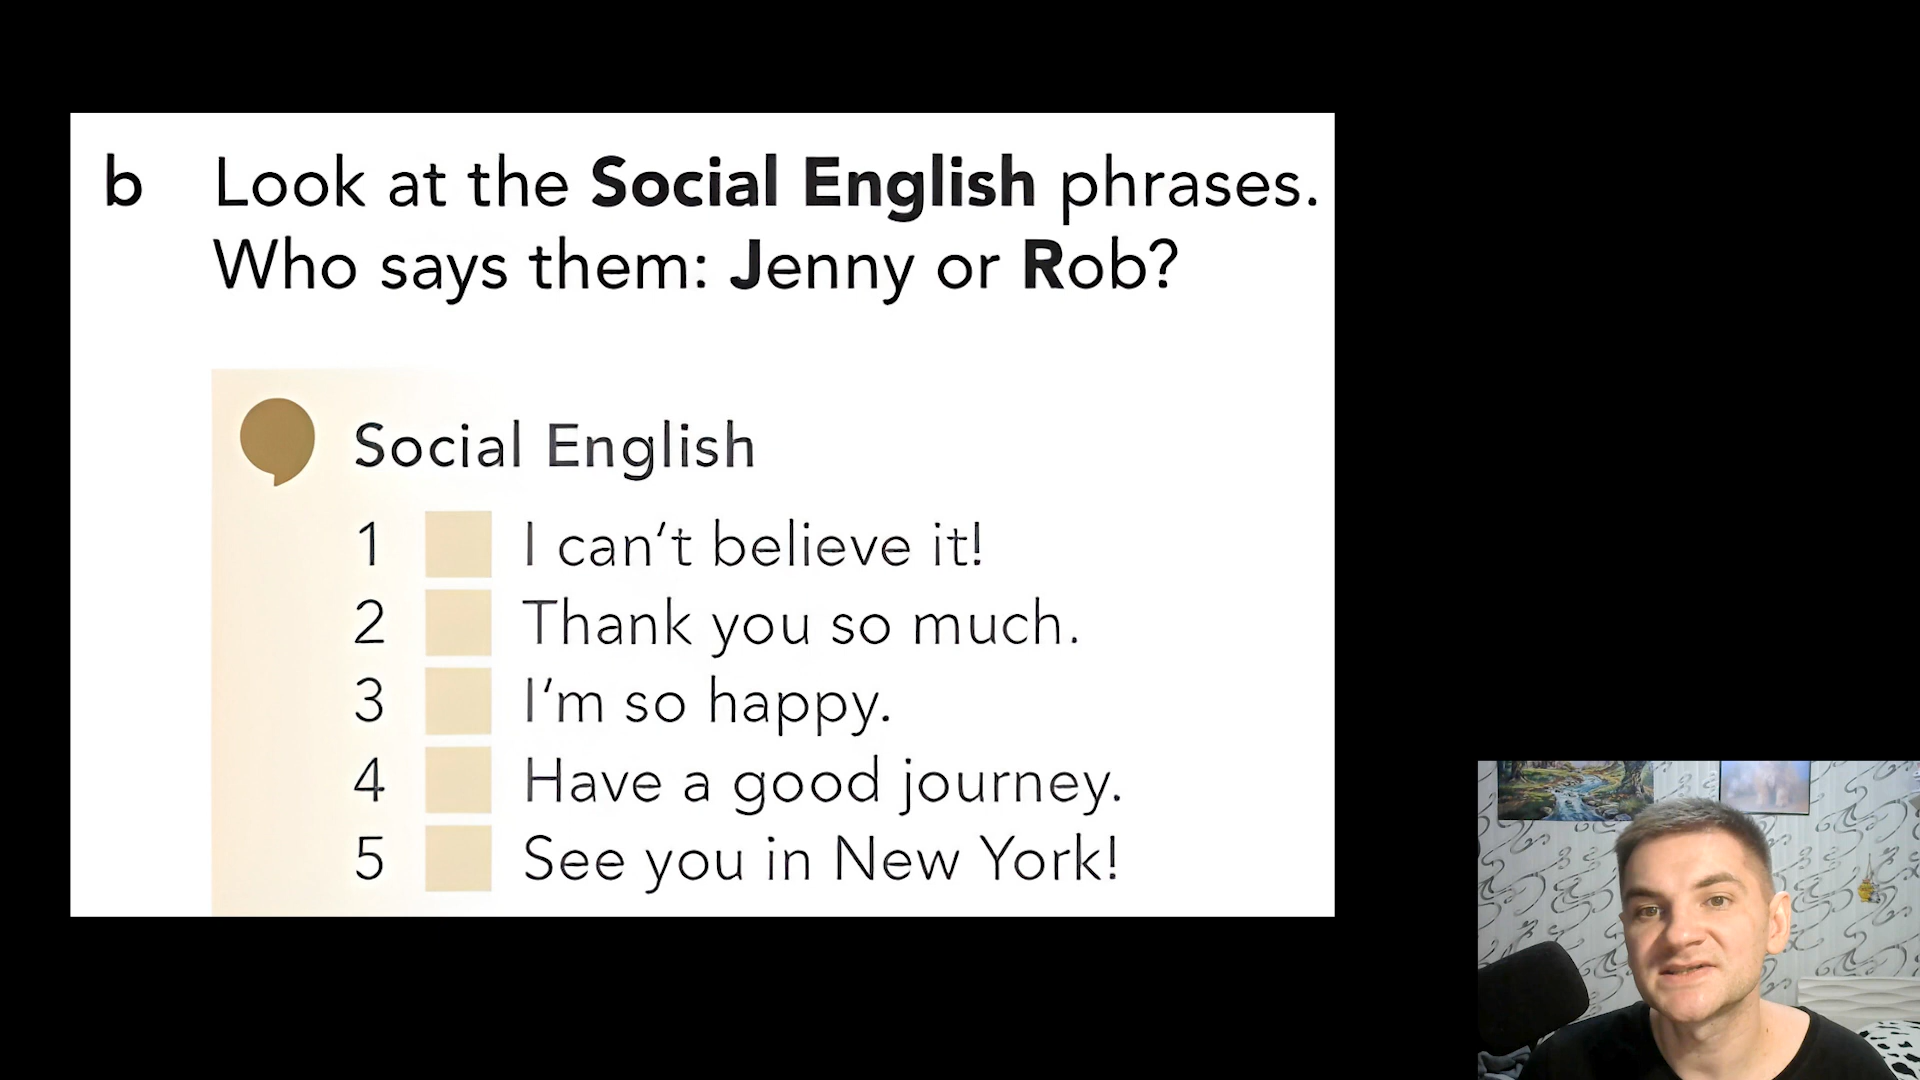 b Look at the Social English phrases.
Who says them: Jenny or Rob?
Social English
1 I can't believe it!
2 Thank you so much.
3 I'm so happy.
4 Have a good journey.
5 See you in New York!